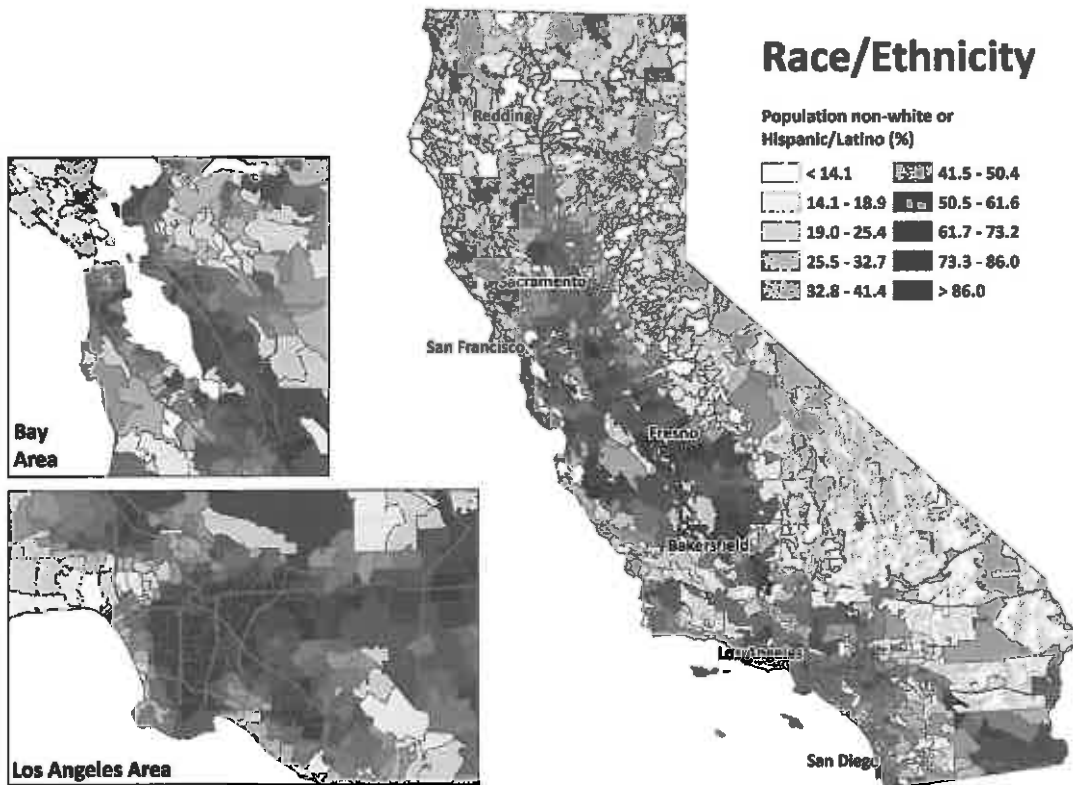 Race/Ethnicity
Population non-white or
Hispanic/Latino (%)
< 14.1
14.1 - 18.9
19.0 - 25.4
25.5 - 32.7
32.8 - 41.4
41.5 - 50.4
50.5 - 61.6
61.7 - 73.2
73.3 - 86.0
> 86.0
Redding
Sacramento
San Francisco
Fresno
Bakersfield
Los Angeles
San Diego
Bay
Area
Los Angeles Area